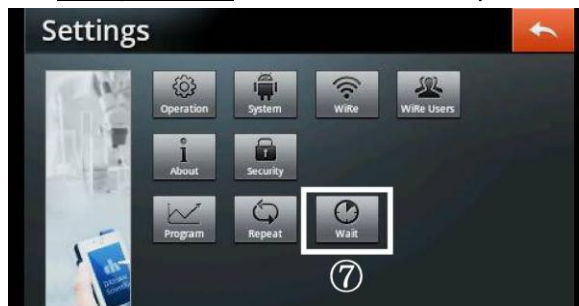 Settings
Operation System WiRe WiRe Users
About Security
Program Repeat Wait
⑦